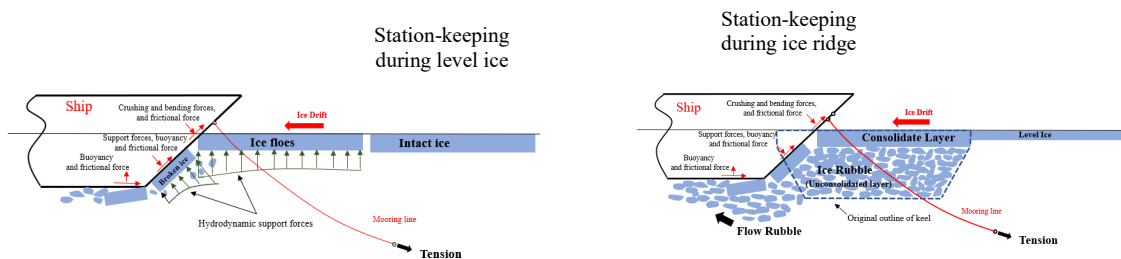 Station-keeping
during level ice
Ship
Crushing and bending forces,
and frictional force
Support forces, buoyancy
and frictional force
Buoyancy
and frictional force
Ice Drift
Ice floes
Intact ice
Broken ice
Hydrodynamic support forces
Mooring line
Tension
Station-keeping
during ice ridge
Ship
Crushing and bending forces,
and frictional force
Support forces, buoyancy
and frictional force
Buoyancy
and frictional force
Ice Drift
Consolidate Layer
Level Ice
Ice Rubble
(Unconsolidated layer)
Original outline of keel
Mooring line
Flow Rubble
Tension